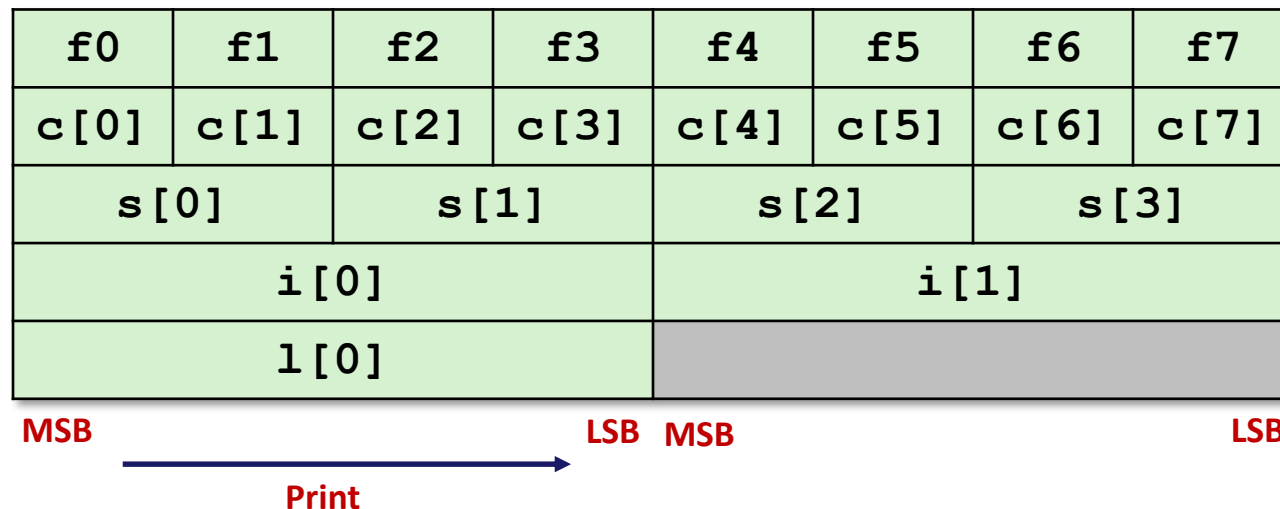 f0 f1 f2 f3 f4 f5 f6 f7
c[0] c[1] c[2] c[3] c[4] c[5] c[6] c[7]
s[0] s[1] s[2] s[3]
i[0] i[1]
l[0]
MSB LSB MSB LSB
Print